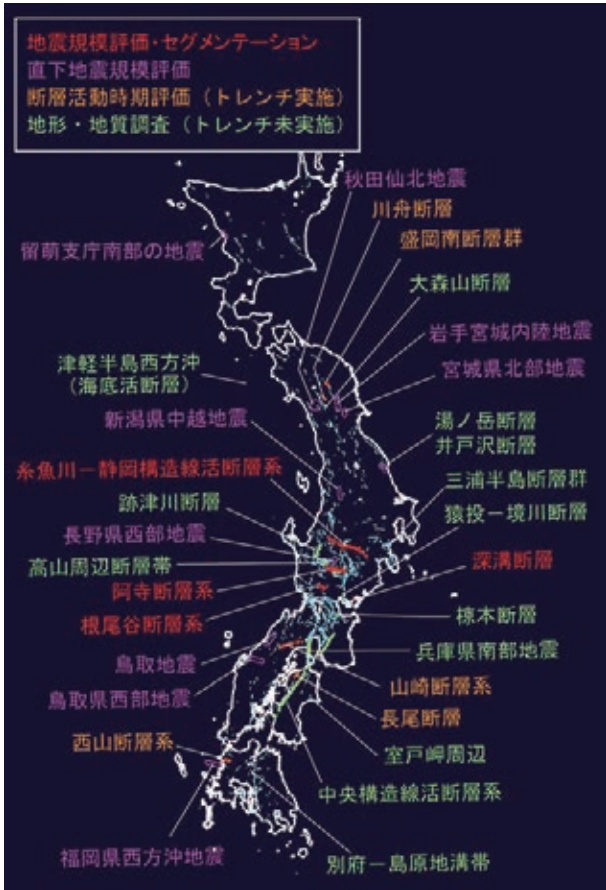 地震規模評価・セグメンテーション
直下地震規模評価
断層活動時期評価（トレンチ実施）
地形・地質調査（トレンチ未実施）
秋田仙北地震
川舟断層
盛岡南断層群
留萌支庁南部の地震
大森山断層
岩手宮城内陸地震
津軽半島西方沖
（海底活断層）
宮城県北部地震
新潟県中越地震
湯ノ岳断層
井戸沢断層
糸魚川－静岡構造線活断層系
三浦半島断層群
跡津川断層
猿投－境川断層
長野県西部地震
高山周辺断層帯
深溝断層
阿寺断層系
椋本断層
根尾谷断層系
兵庫県南部地震
鳥取地震
山崎断層系
鳥取県西部地震
長尾断層
西山断層系
室戸岬周辺
中央構造線活断層系
福岡県西方沖地震
別府－島原地溝帯